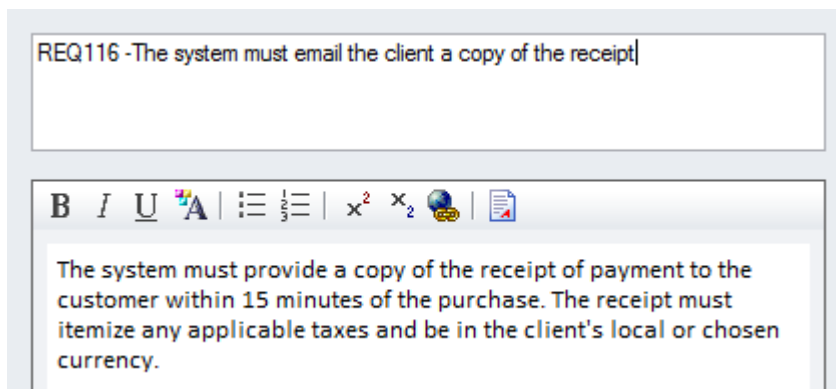 REQ116 -The system must email the client a copy of the receipt
B I U A x² x₂
The system must provide a copy of the receipt of payment to the
customer within 15 minutes of the purchase. The receipt must
itemize any applicable taxes and be in the client's local or chosen
currency.